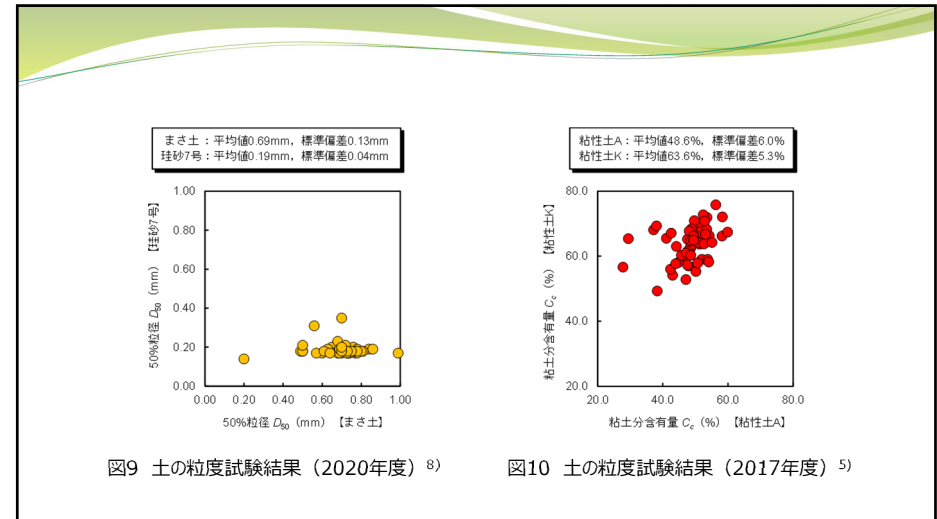 まさ土：平均値0.69mm，標準偏差0.13mm
珪砂7号：平均値0.19mm，標準偏差0.04mm
1.00
0.60
0.40
0.20
0.00
50%粒径 D50（mm）【珪砂7号】
0.00 0.20 0.40 0.60 0.80 1.00
50%粒径 D50（mm）【まさ土】
図9 土の粒度試験結果（2020年度）8)
粘性土A：平均値48.6%，標準偏差6.0%
粘性土K：平均値63.6%，標準偏差5.3%
80.0
60.0
40.0
20.0
粘土分含有量 Cc（%）【粘性土K】
20.0 40.0 60.0 80.0
粘土分含有量 Cc（%）【粘性土A】
図10 土の粒度試験結果（2017年度）5)